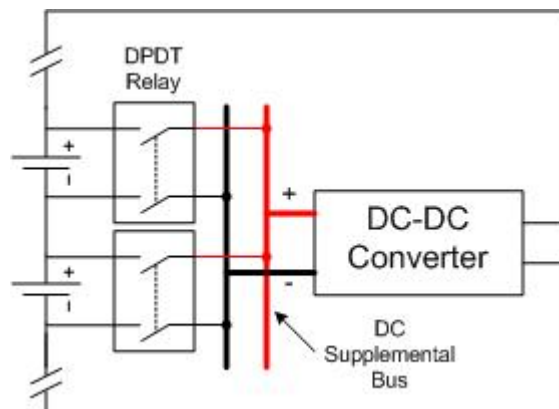 DPDT
Relay
+
-
+
-
+
-
DC-DC
Converter
DC
Supplemental
Bus